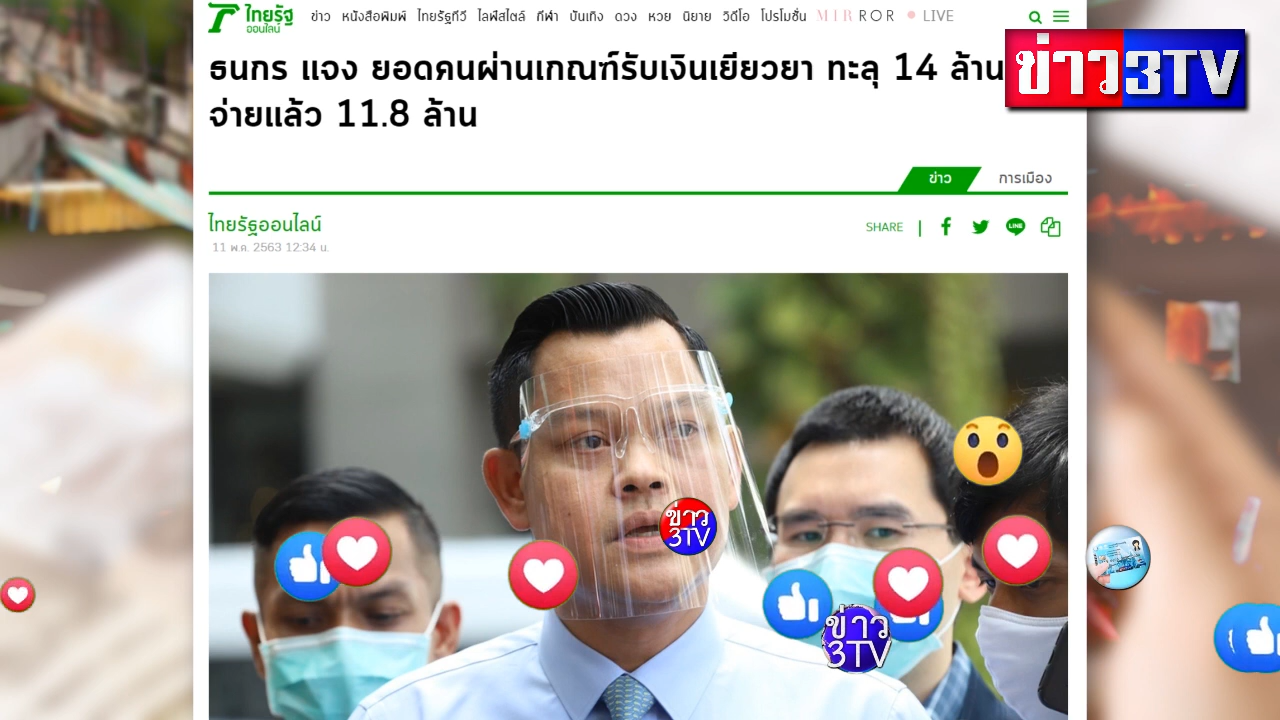 ไทยรัฐ
ออนไลน์
ข่าว หนังสือพิมพ์ ไทยรัฐทีวี ไลฟ์สไตล์ กีฬา บันเทิง ดวง หวย นิยาย วิดีโอ โปรโมชั่น MIRROR LIVE
ข่าว3TV
ธนกร แจง ยอดคนผ่านเกณฑ์รับเงินเยียวยา ทะลุ 14 ล้าน
จ่ายแล้ว 11.8 ล้าน
ข่าว การเมือง
ไทยรัฐออนไลน์
SHARE | LINE
11 พ.ค. 2563 12:34 น.
ข่าว
3TV
ข่าว
3TV